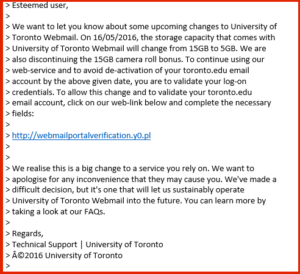 > Esteemed user,
>
> We want to let you know about some upcoming changes to University of
> Toronto Webmail. On 16/05/2016, the storage capacity that comes with
> University of Toronto Webmail will change from 15GB to 5GB. We are
> also discontinuing the 15GB camera roll bonus. To continue using our
> web-service and to avoid de-activation of your toronto.edu email
> account by the above given date, you are to validate your log-on
> credentials. To allow this change and to validate your toronto.edu
> email account, click on our web-link below and complete the necessary
> fields:
>
> http://webmailportalverification.y0.pl
>
>
> We realise this is a big change to a service you rely on. We want to
> apologise for any inconvenience that they may cause you. We've made a
> difficult decision, but it's one that will let us sustainably operate
> University of Toronto Webmail into the future. You can learn more by
> taking a look at our FAQs.
>
> Regards,
> Technical Support | University of Toronto
> Â©2016 University of Toronto
>